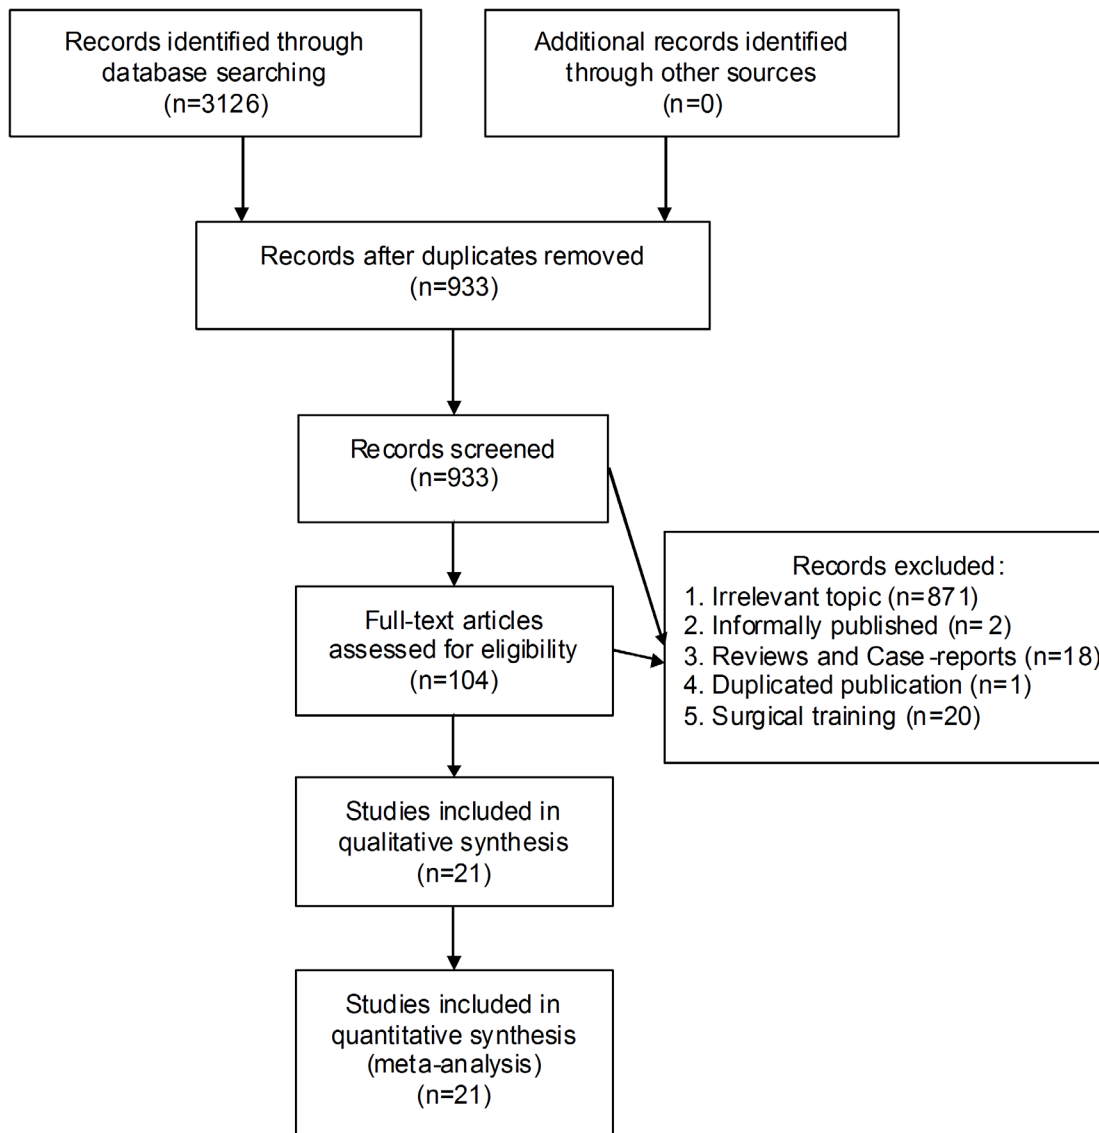 Records identified through
database searching
(n=3126)
Additional records identified
through other sources
(n=0)
Records after duplicates removed
(n=933)
Records screened
(n=933)
Records excluded:
1. Irrelevant topic (n=871)
2. Informally published (n=2)
3. Reviews and Case-reports (n=18)
4. Duplicated publication (n=1)
5. Surgical training (n=20)
Full-text articles
assessed for eligibility
(n=104)
Studies included in
qualitative synthesis
(n=21)
Studies included in
quantitative synthesis
(meta-analysis)
(n=21)